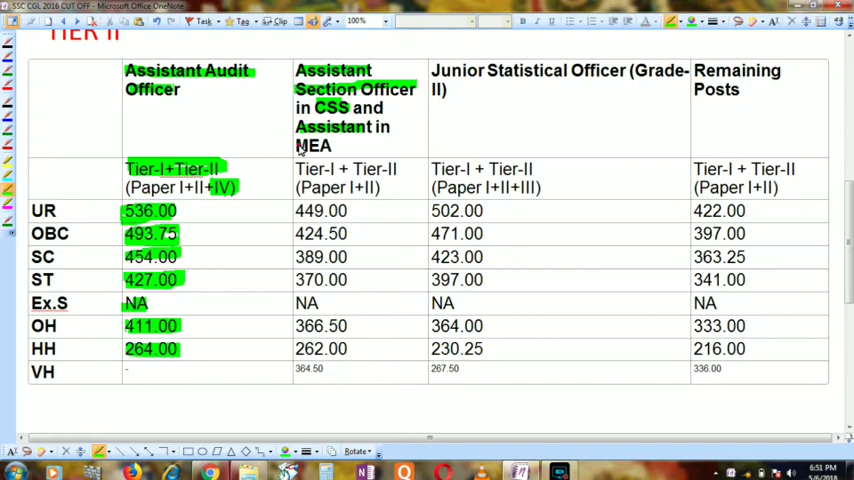 SSC CGL 2016 CUT OFF - Microsoft Office OneNote
Task
Tag
Clip
100%
B I U
TIER II
Assistant Audit Officer
Assistant Section Officer in CSS and Assistant in MEA
Junior Statistical Officer (Grade-II)
Remaining Posts
Tier-I+Tier-II (Paper I+II+IV)
Tier-I + Tier-II (Paper I+II)
Tier-I + Tier-II (Paper I+II+III)
Tier-I + Tier-II (Paper I+II)
UR 536.00 449.00 502.00 422.00
OBC 493.75 424.50 471.00 397.00
SC 454.00 389.00 423.00 363.25
ST 427.00 370.00 397.00 341.00
Ex.S NA NA NA NA
OH 411.00 366.50 364.00 333.00
HH 264.00 262.00 230.25 216.00
VH - 364.50 267.50 336.00
Rotate
6:51 PM
5/6/2018